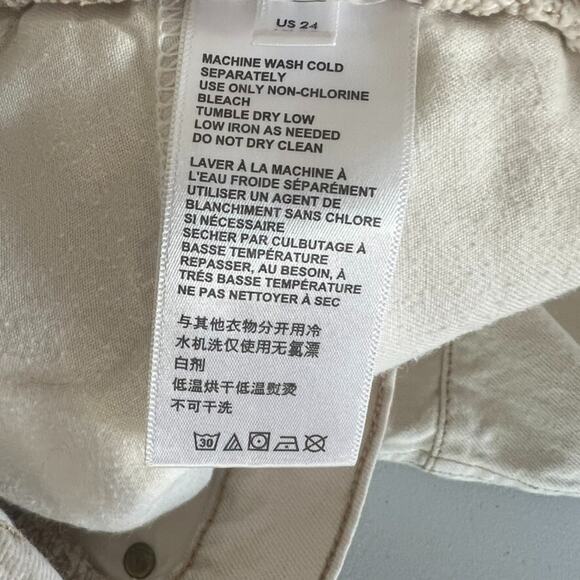 US 24
MACHINE WASH COLD
SEPARATELY
USE ONLY NON-CHLORINE
BLEACH
TUMBLE DRY LOW
LOW IRON AS NEEDED
DO NOT DRY CLEAN
LAVER À LA MACHINE À
L'EAU FROIDE SÉPARÉMENT
UTILISER UN AGENT DE
BLANCHIMENT SANS CHLORE
SI NÉCESSAIRE
SECHER PAR CULBUTAGE À
BASSE TEMPÉRATURE
REPASSER, AU BESOIN, À
TRÉS BASSE TEMPÉRATURE
NE PAS NETTOYER À SEC
与其他衣物分开用冷
水机洗仅使用无氯漂
白剂
低温烘干低温熨烫
不可干洗
30